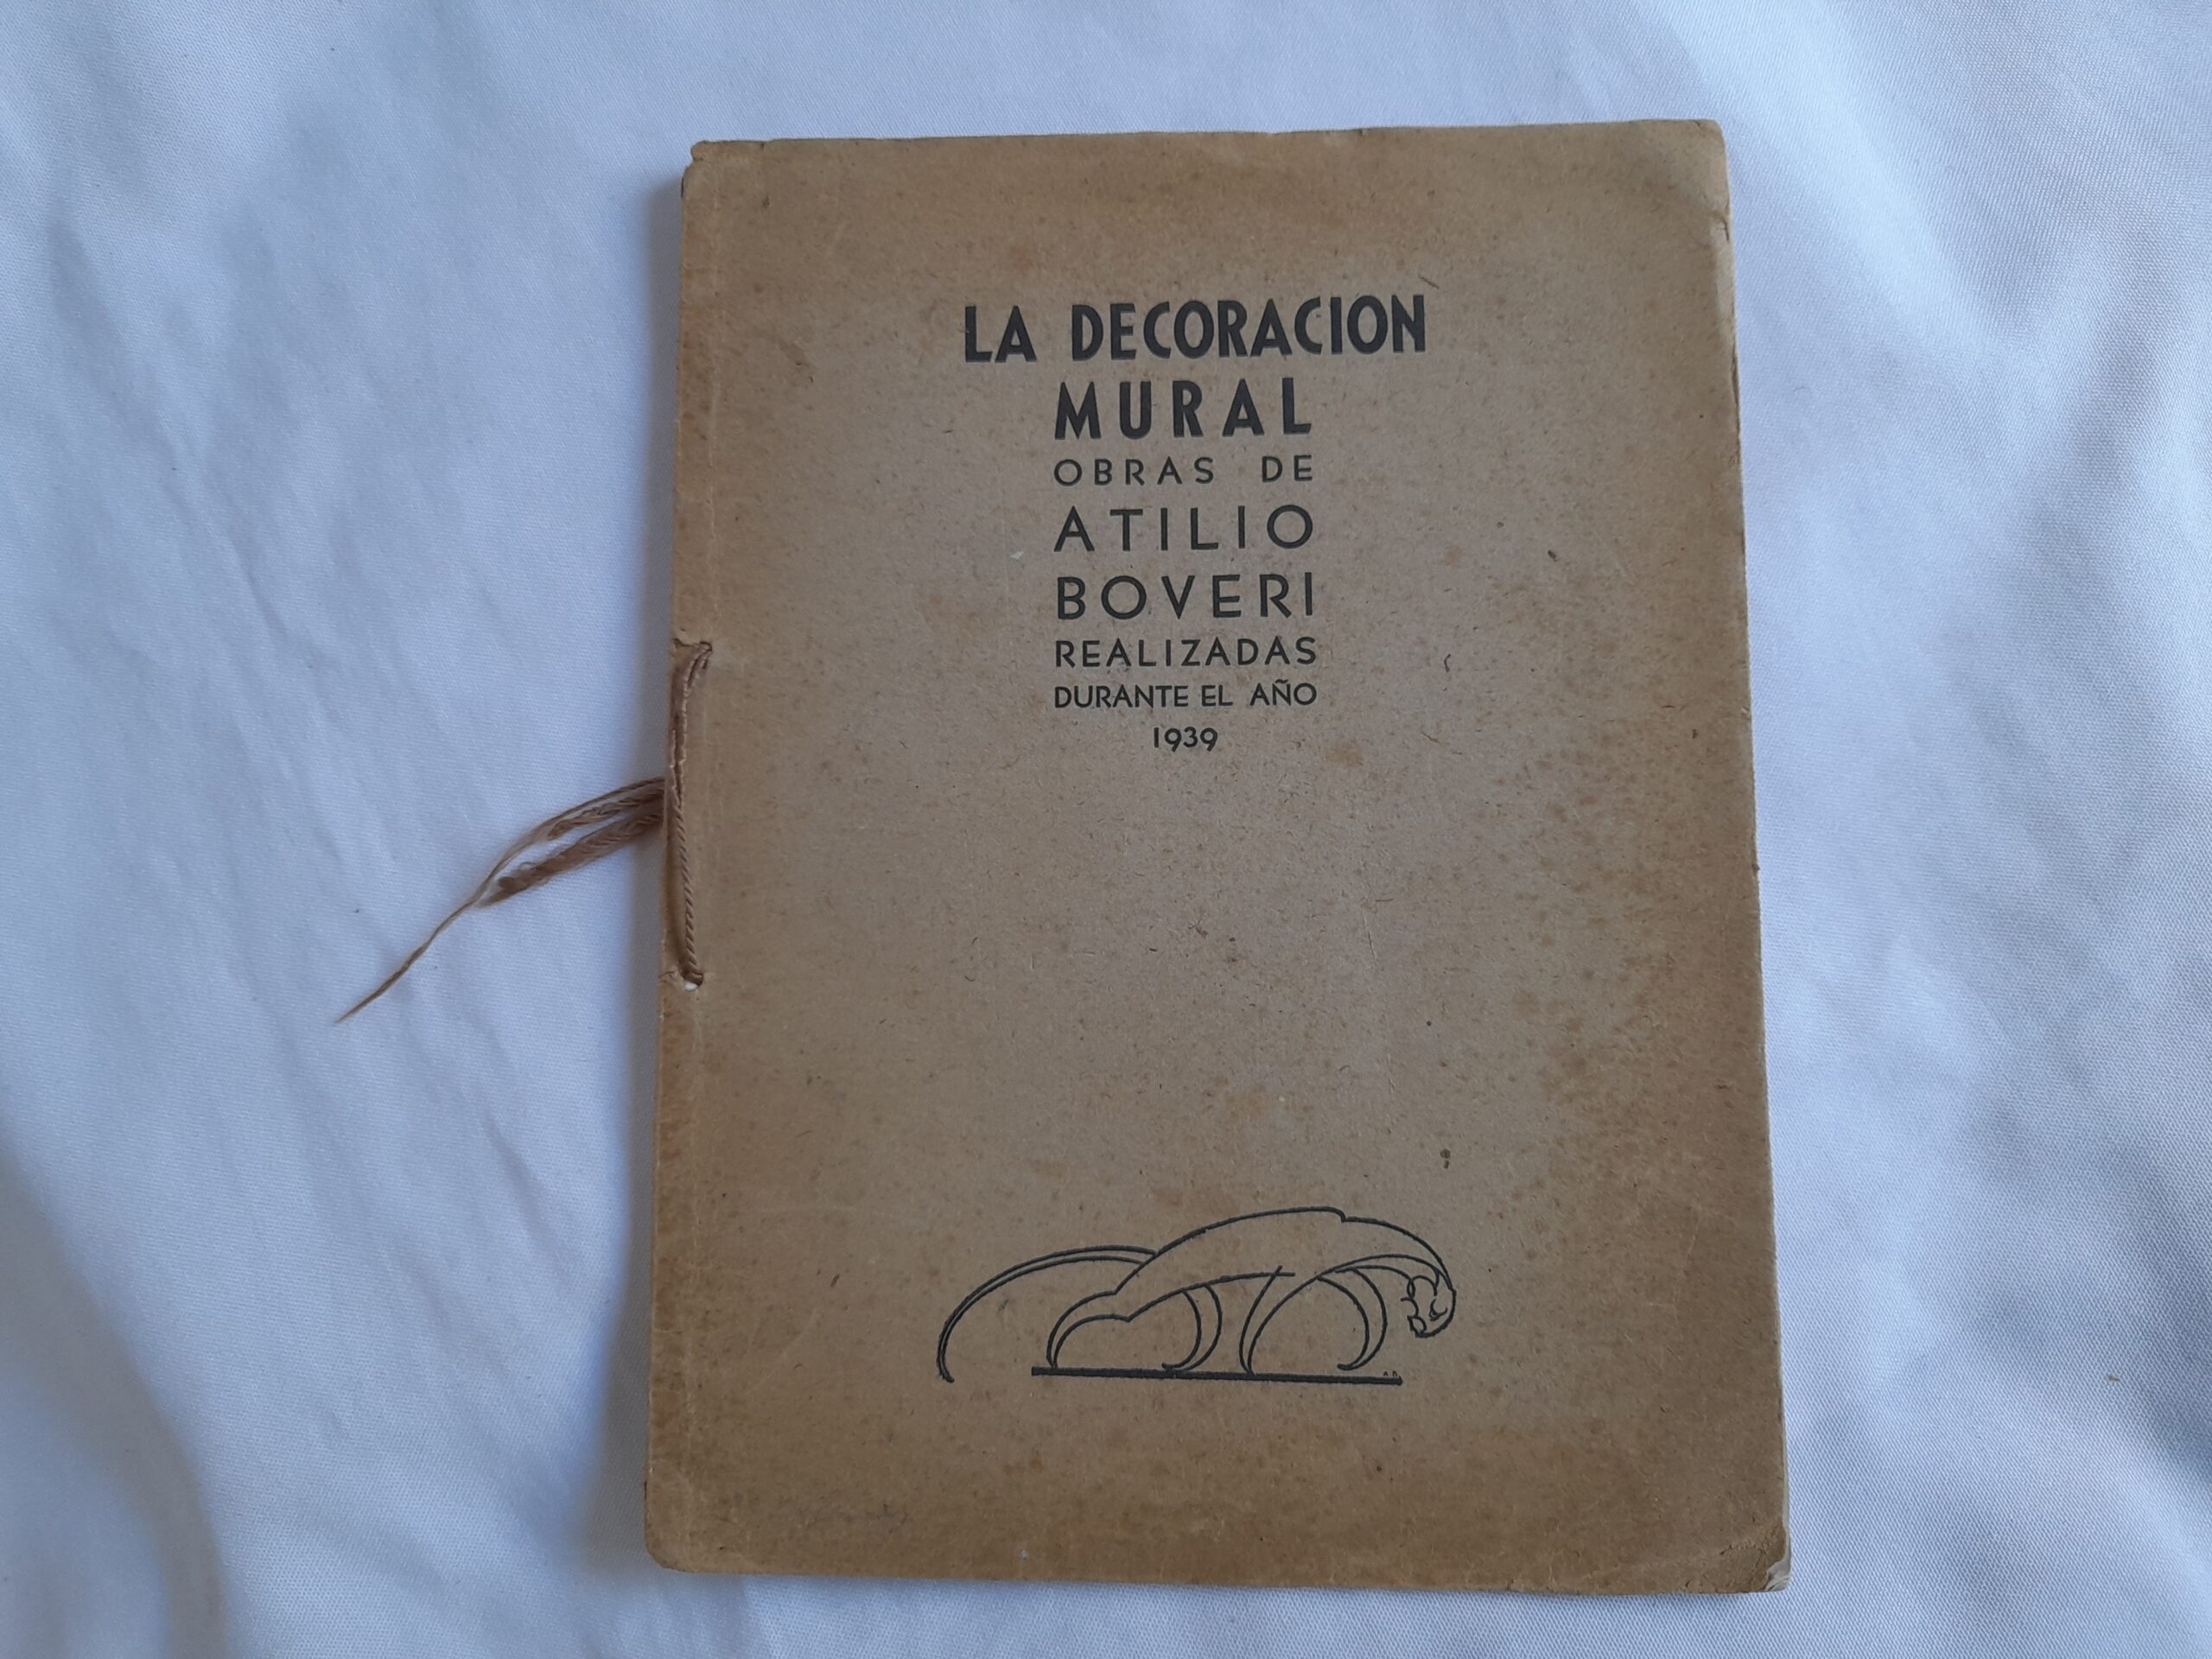 LA DECORACION
MURAL
OBRAS DE
ATILIO
BOVERI
REALIZADAS
DURANTE EL AÑO
1939